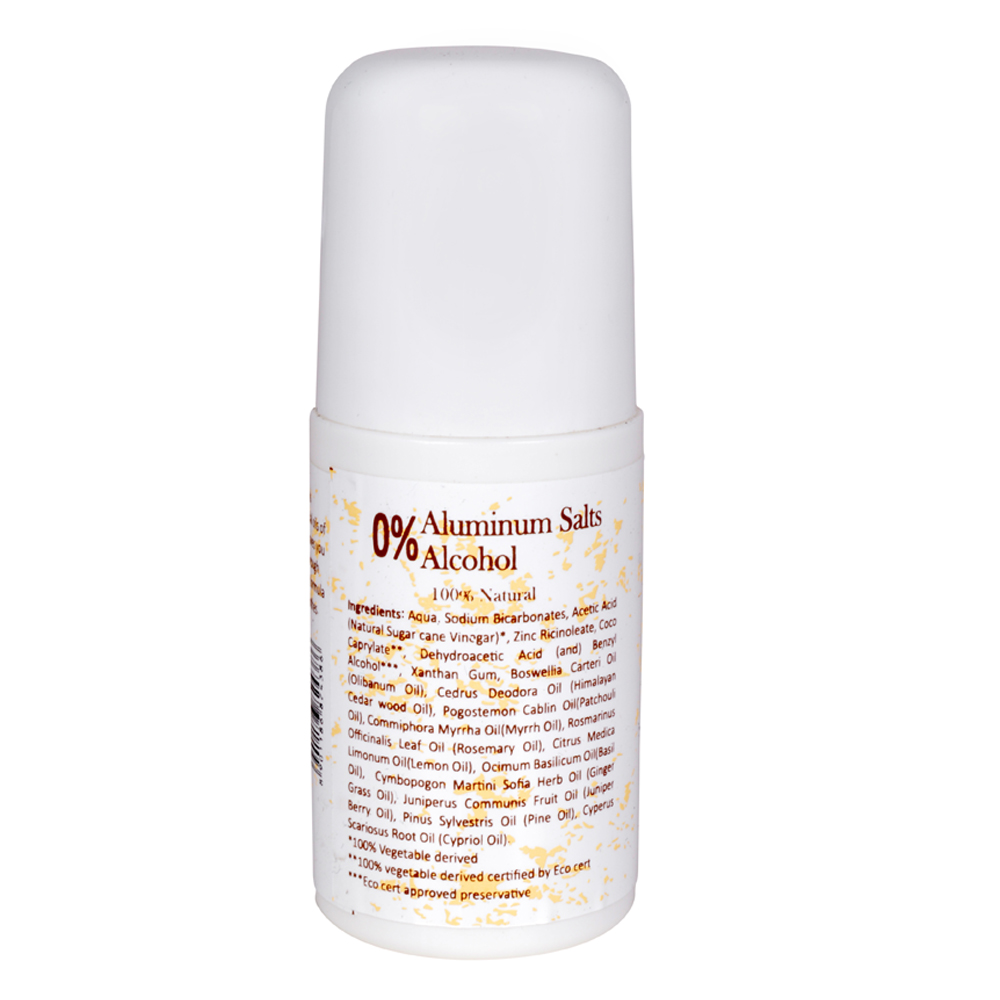 0% Aluminum Salts
Alcohol
100% Natural
Ingredients: Aqua, Sodium Bicarbonates, Acetic Acid
(Natural Sugar cane Vinegar)*, Zinc Ricinoleate, Coco
Caprylate**, Dehydroacetic Acid (and) Benzyl
Alcohol***, Xanthan Gum, Boswellia Carteri Oil
(Olibanum Oil), Cedrus Deodora Oil (Himalayan
Cedar wood Oil), Pogostemon Cablin Oil(Patchouli
Oil), Commiphora Myrrha Oil(Myrrh Oil), Rosmarinus
Officinalis Leaf Oil (Rosemary Oil), Citrus Medica
Limonum Oil(Lemon Oil), Ocimum Basilicum Oil(Basil
Oil), Cymbopogon Martini Sofia Herb Oil (Ginger
Grass Oil), Juniperus Communis Fruit Oil (Juniper
Berry Oil), Pinus Sylvestris Oil (Pine Oil), Cyperus
Scariosus Root Oil (Cypriol Oil)
*100% Vegetable derived
**100% vegetable derived certified by Eco cert
***Eco cert approved preservative